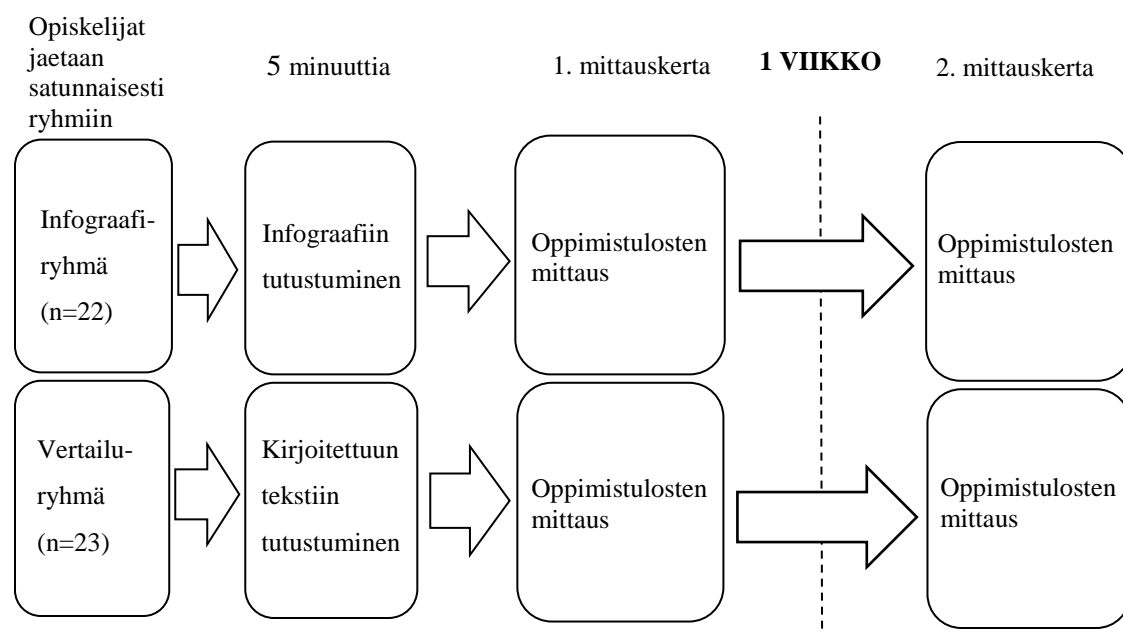 Opiskelijat
jaetaan
satunnaisesti
ryhmiin
5 minuuttia
1. mittauskerta
1 VIIKKO
2. mittauskerta
Infograafi-
ryhmä
(n=22)
Infograafiin
tutustuminen
Oppimistulosten
mittaus
Oppimistulosten
mittaus
Vertailu-
ryhmä
(n=23)
Kirjoitettuun
tekstiin
tutustuminen
Oppimistulosten
mittaus
Oppimistulosten
mittaus